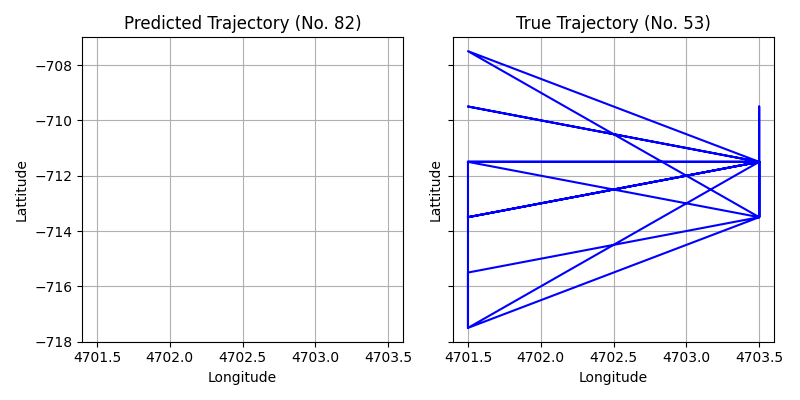 Predicted Trajectory (No. 82)
True Trajectory (No. 53)
Lattitude
−708
−710
−712
−714
−716
−718
4701.5 4702.0 4702.5 4703.0 4703.5
Longitude
Lattitude
4701.5 4702.0 4702.5 4703.0 4703.5
Longitude